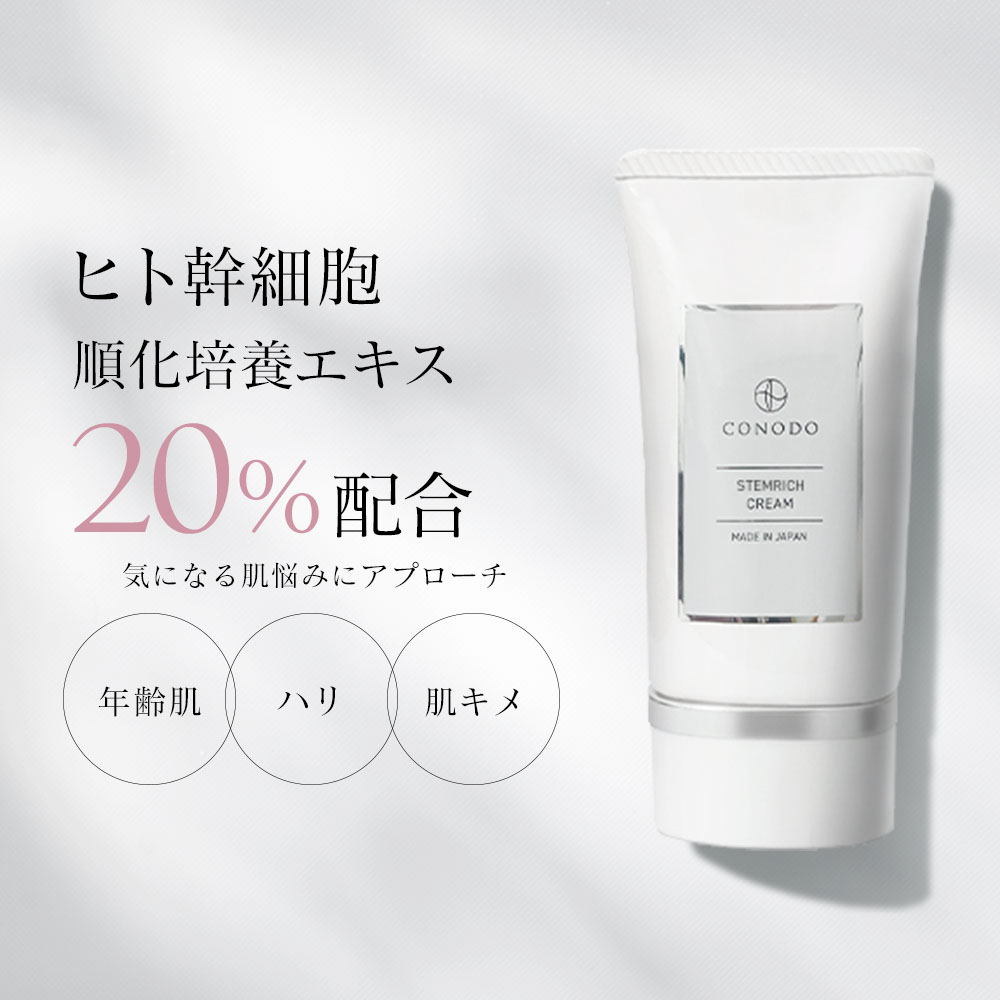 ヒト幹細胞
順化培養エキス
20%配合
気になる肌悩みにアプローチ
年齢肌
ハリ
肌キメ
CONODO
STEMRICH
CREAM
MADE IN JAPAN